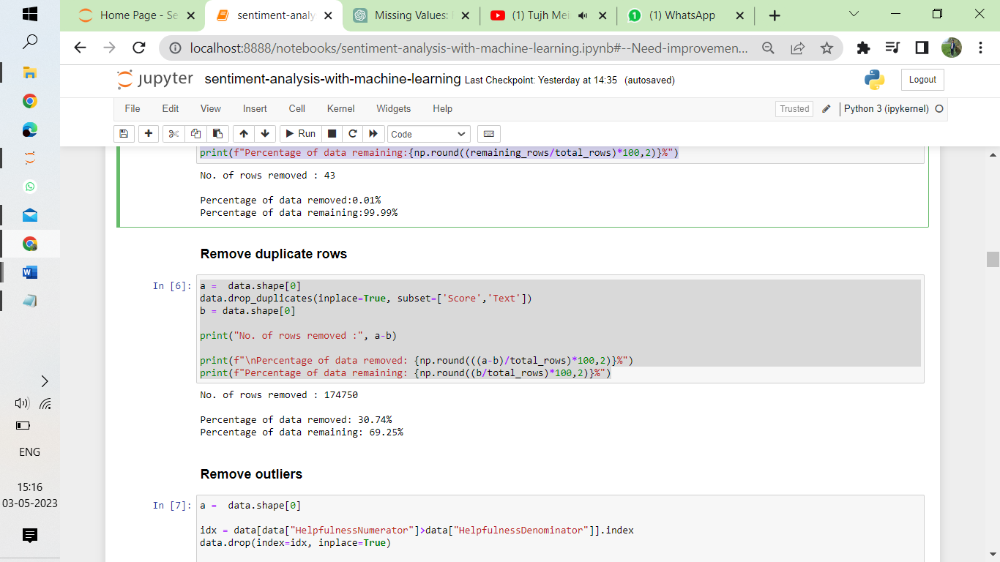 Home Page - Se
sentiment-analy
Missing Values:
(1) Tujh Mei
(1) WhatsApp
localhost:8888/notebooks/sentiment-analysis-with-machine-learning.ipynb#--Need-improvemen...
jupyter sentiment-analysis-with-machine-learning Last Checkpoint: Yesterday at 14:35 (autosaved)
Logout
File Edit View Insert Cell Kernel Widgets Help
Trusted
Python 3 (ipykernel)
Run
Code
print(f"Percentage of data remaining:{np.round((remaining_rows/total_rows)*100,2)}%")
No. of rows removed : 43
Percentage of data removed:0.01%
Percentage of data remaining:99.99%
Remove duplicate rows
In [6]: a =  data.shape[0]
data.drop_duplicates(inplace=True, subset=['Score','Text'])
b = data.shape[0]
print("No. of rows removed :", a-b)
print(f"\nPercentage of data removed: {np.round(((a-b)/total_rows)*100,2)}%")
print(f"Percentage of data remaining: {np.round((b/total_rows)*100,2)}%")
No. of rows removed : 174750
Percentage of data removed: 30.74%
Percentage of data remaining: 69.25%
Remove outliers
In [7]: a =  data.shape[0]
idx = data[data["HelpfulnessNumerator"]>data["HelpfulnessDenominator"]].index
data.drop(index=idx, inplace=True)
ENG
15:16
03-05-2023